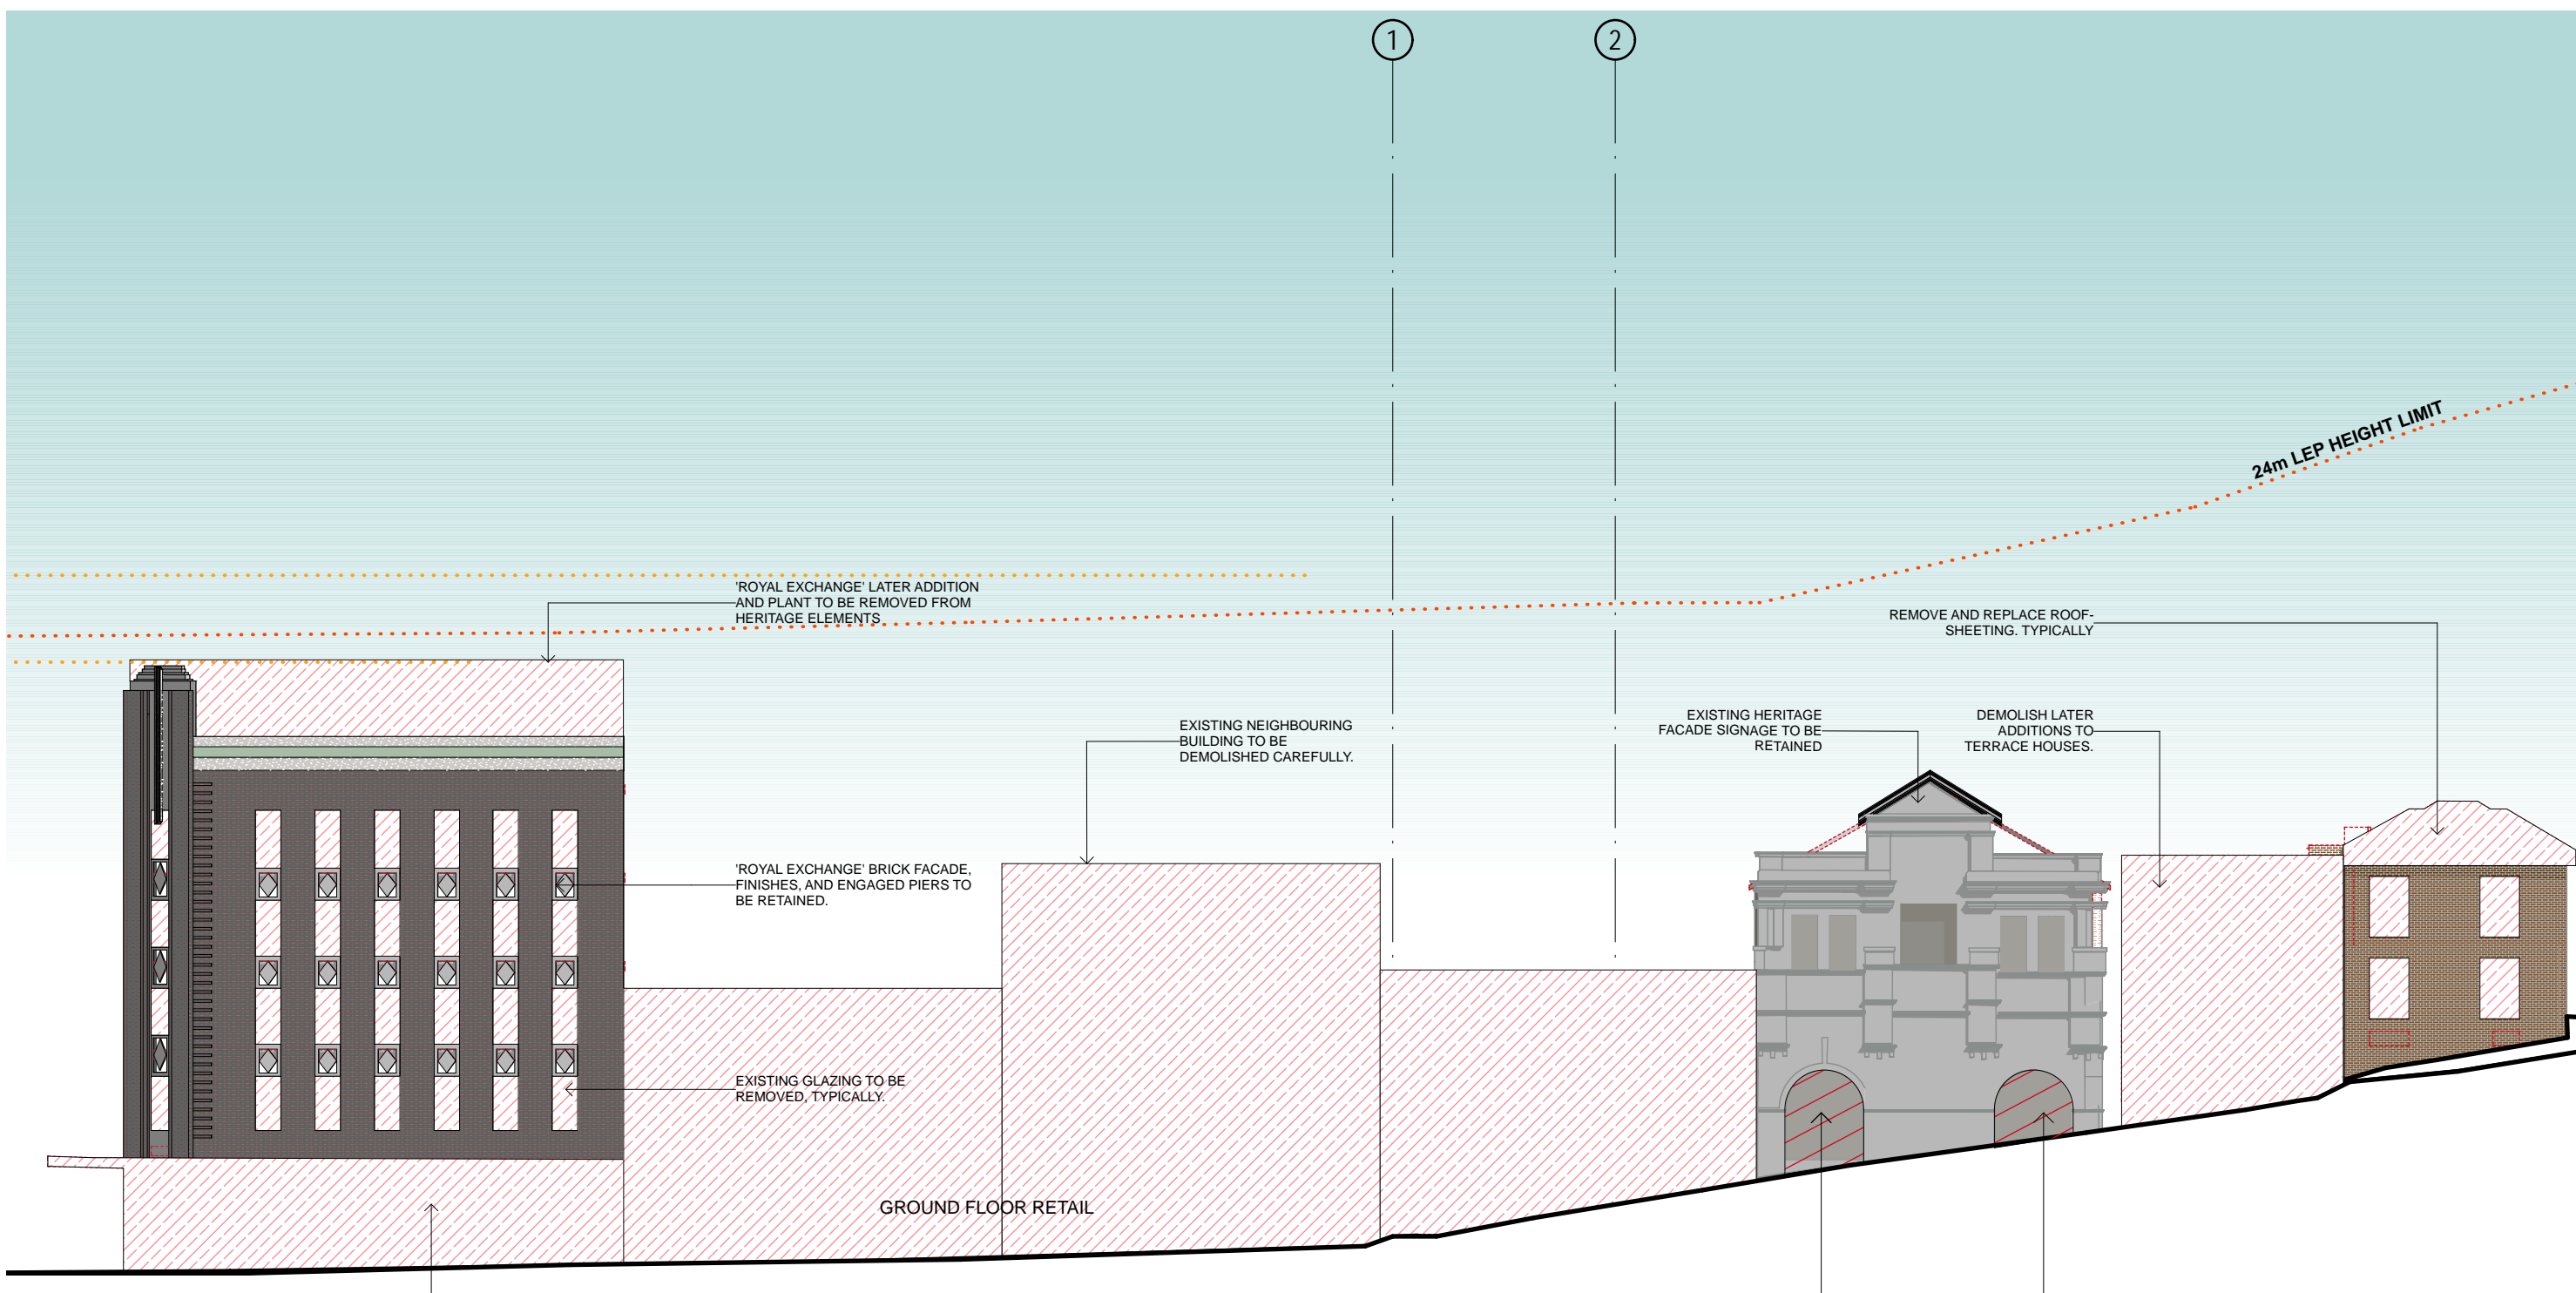 1
2
24m LEP HEIGHT LIMIT
'ROYAL EXCHANGE' LATER ADDITION
AND PLANT TO BE REMOVED FROM
HERITAGE ELEMENTS
REMOVE AND REPLACE ROOF-
SHEETING. TYPICALLY
EXISTING NEIGHBOURING
BUILDING TO BE
DEMOLISHED CAREFULLY.
EXISTING HERITAGE
FACADE SIGNAGE TO BE
RETAINED
DEMOLISH LATER
ADDITIONS TO
TERRACE HOUSES.
'ROYAL EXCHANGE' BRICK FACADE,
FINISHES, AND ENGAGED PIERS TO
BE RETAINED.
EXISTING GLAZING TO BE
REMOVED, TYPICALLY.
GROUND FLOOR RETAIL